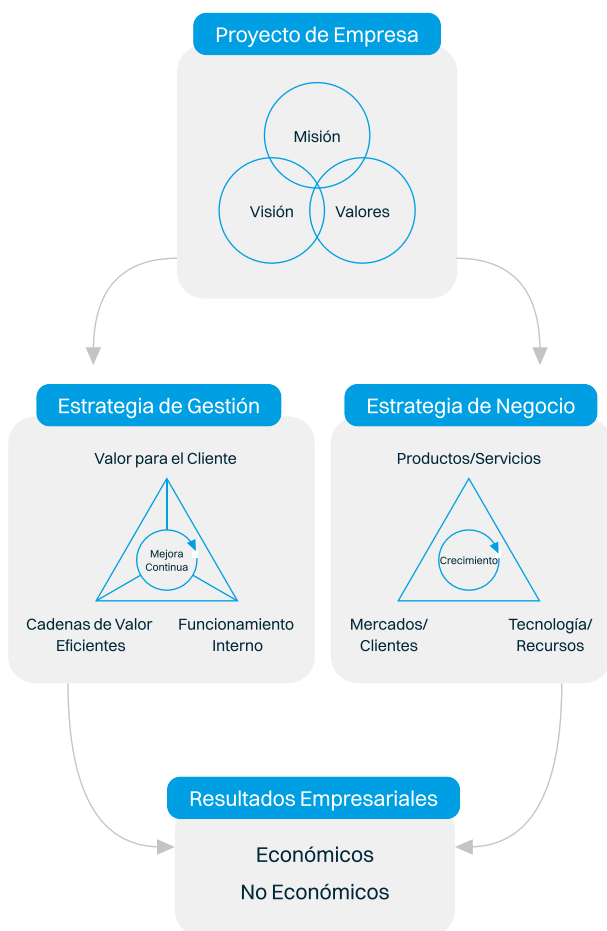 Proyecto de Empresa
Misión
Visión
Valores
Estrategia de Gestión
Valor para el Cliente
Mejora
Continua
Cadenas de Valor
Eficientes
Funcionamiento
Interno
Estrategia de Negocio
Productos/Servicios
Crecimiento
Mercados/
Clientes
Tecnología/
Recursos
Resultados Empresariales
Económicos
No Económicos